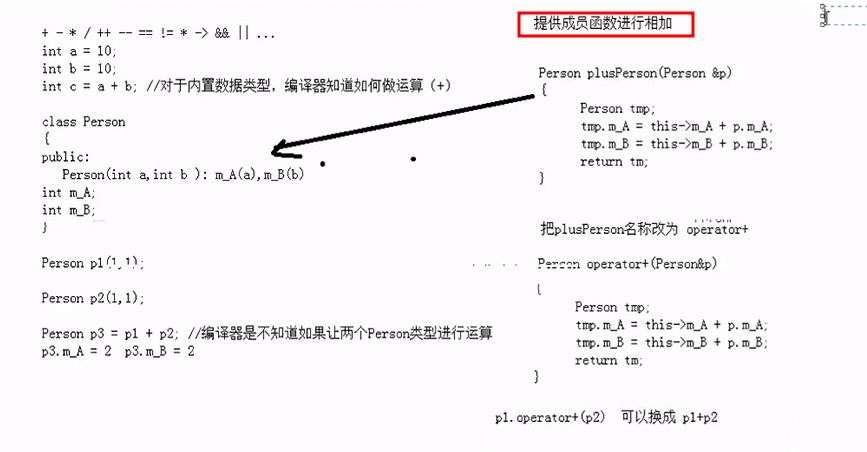 + - * / ++ -- == != * -> && || ...
int a = 10;
int b = 10;
int c = a + b; //对于内置数据类型，编译器知道如何做运算（+）
class Person
{
public:
Person(int a,int b ): m_A(a),m_B(b)
int m_A;
int m_B;
}
Person p1(1,1);
Person p2(1,1);
Person p3 = p1 + p2; //编译器是不知道如果让两个Person类型进行运算
p3.m_A = 2 p3.m_B = 2
提供成员函数进行相加
Person plusPerson(Person &p)
{
Person tmp;
tmp.m_A = this->m_A + p.m_A;
tmp.m_B = this->m_B + p.m_B;
return tm;
}
把plusPerson名称改为 operator+
Person operator+(Person&p)
{
Person tmp;
tmp.m_A = this->m_A + p.m_A;
tmp.m_B = this->m_B + p.m_B;
return tm;
}
p1.operator+(p2) 可以换成 p1+p2